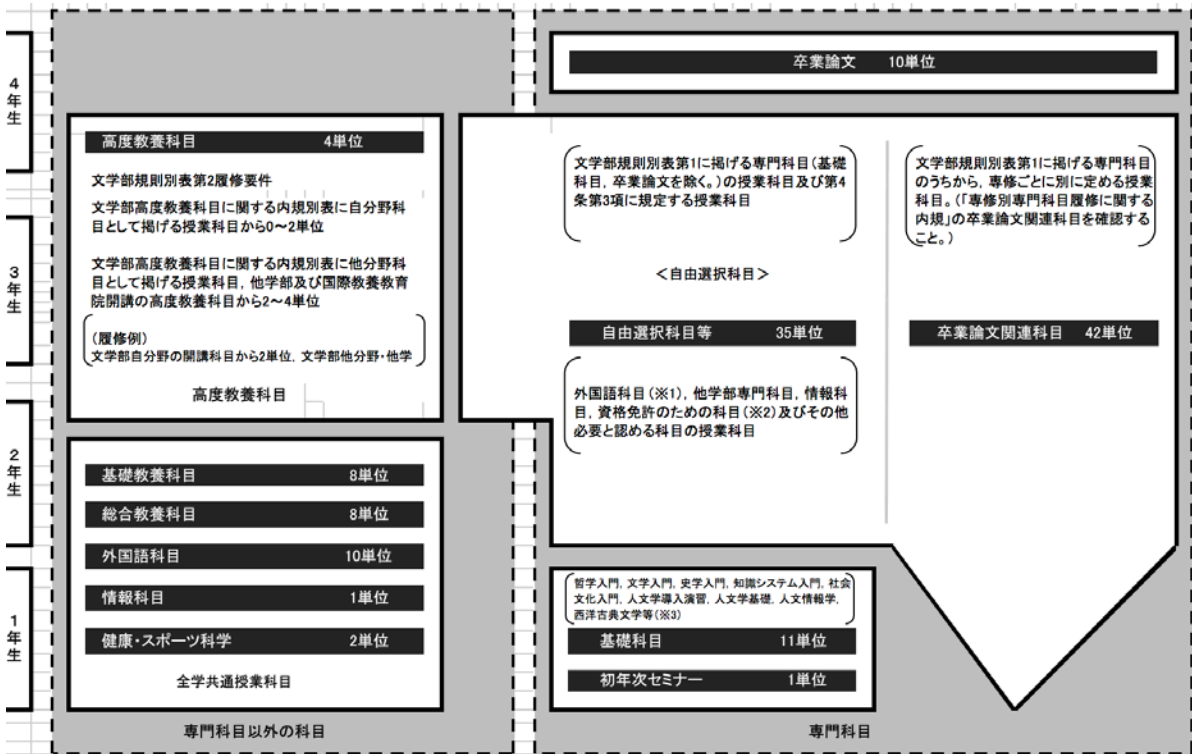 4年生
3年生
2年生
1年生
高度教養科目 4単位
文学部規則別表第2履修要件
文学部高度教養科目に関する内規別表に自分野科
目として掲げる授業科目から0～2単位
文学部高度教養科目に関する内規別表に他分野科
目として掲げる授業科目, 他学部及び国際教養教育
院開講の高度教養科目から2～4単位
(履修例)
文学部自分野の開講科目から2単位, 文学部他分野・他学
高度教養科目
基礎教養科目 8単位
総合教養科目 8単位
外国語科目 10単位
情報科目 1単位
健康・スポーツ科学 2単位
全学共通授業科目
専門科目以外の科目
卒業論文 10単位
文学部規則別表第1に掲げる専門科目(基礎
科目, 卒業論文を除く。)の授業科目及び第4
条第3項に規定する授業科目
＜自由選択科目＞
自由選択科目等 35単位
外国語科目(※1), 他学部専門科目, 情報科
目, 資格免許のための科目(※2)及びその他
必要と認める科目の授業科目
文学部規則別表第1に掲げる専門科目
のうちから, 専修ごとに別に定める授業
科目。(「専修別専門科目履修に関する
内規」の卒業論文関連科目を確認する
こと。)
卒業論文関連科目 42単位
哲学入門, 文学入門, 史学入門, 知識システム入門, 社会
文化入門, 人文学導入演習, 人文学基礎, 人文情報学,
西洋古典文学等(※3)
基礎科目 11単位
初年次セミナー 1単位
専門科目